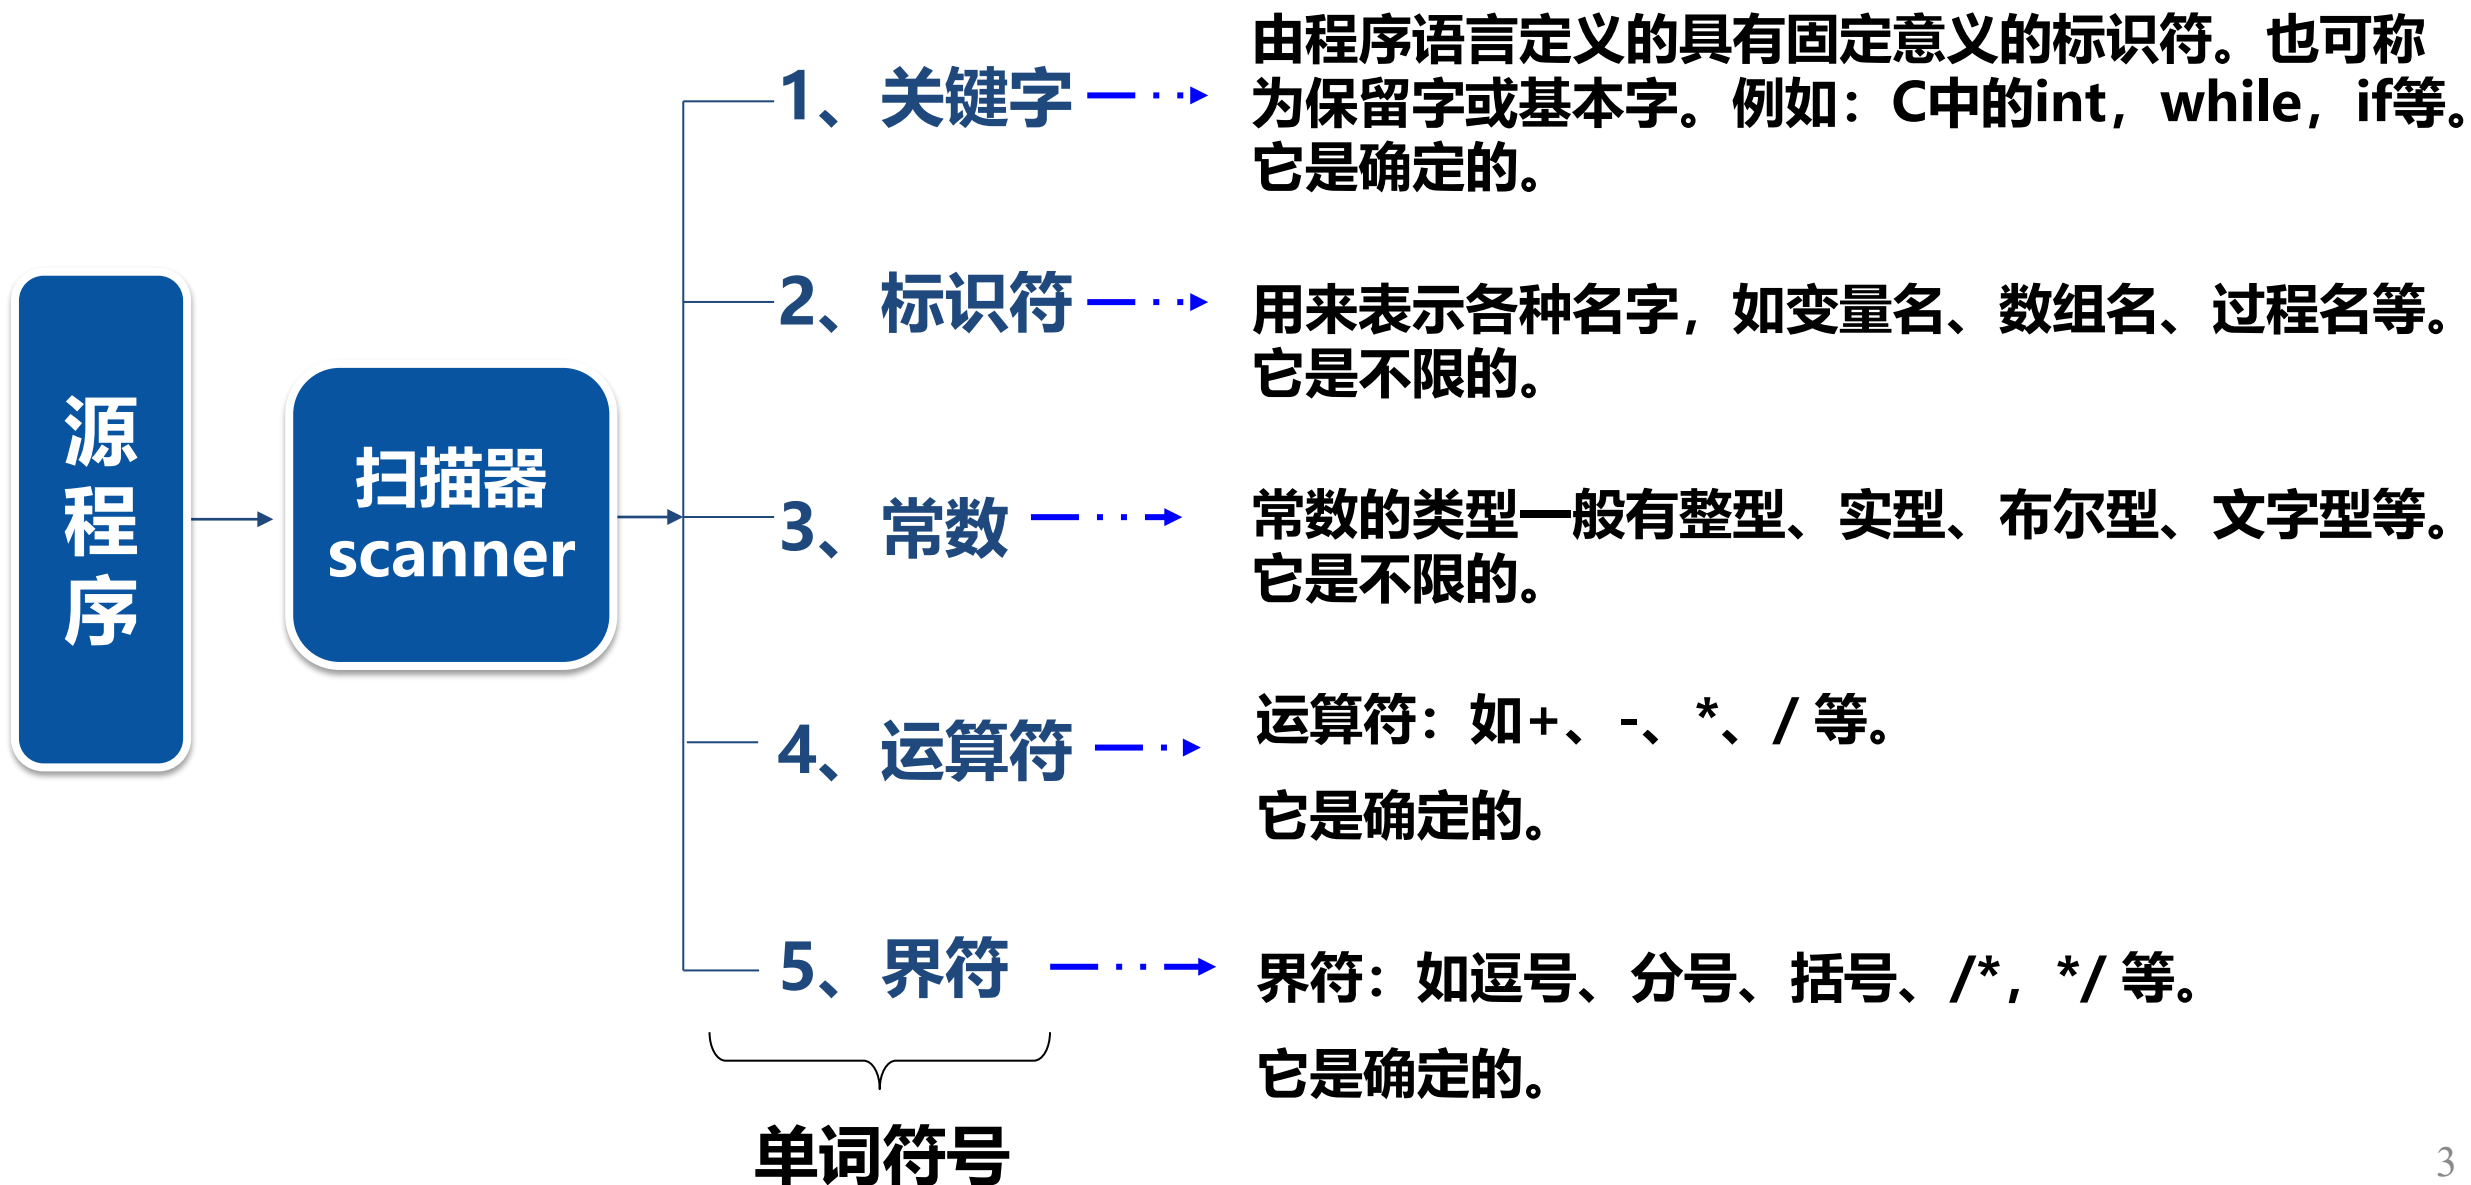 源
程
序
扫描器
scanner
1、关键字
由程序语言定义的具有固定意义的标识符。也可称
为保留字或基本字。例如：C中的int，while，if等。
它是确定的。
2、标识符
用来表示各种名字，如变量名、数组名、过程名等。
它是不限的。
3、常数
常数的类型一般有整型、实型、布尔型、文字型等。
它是不限的。
4、运算符
运算符：如+、-、*、/ 等。
它是确定的。
5、界符
界符：如逗号、分号、括号、/*，*/ 等。
它是确定的。
单词符号
3